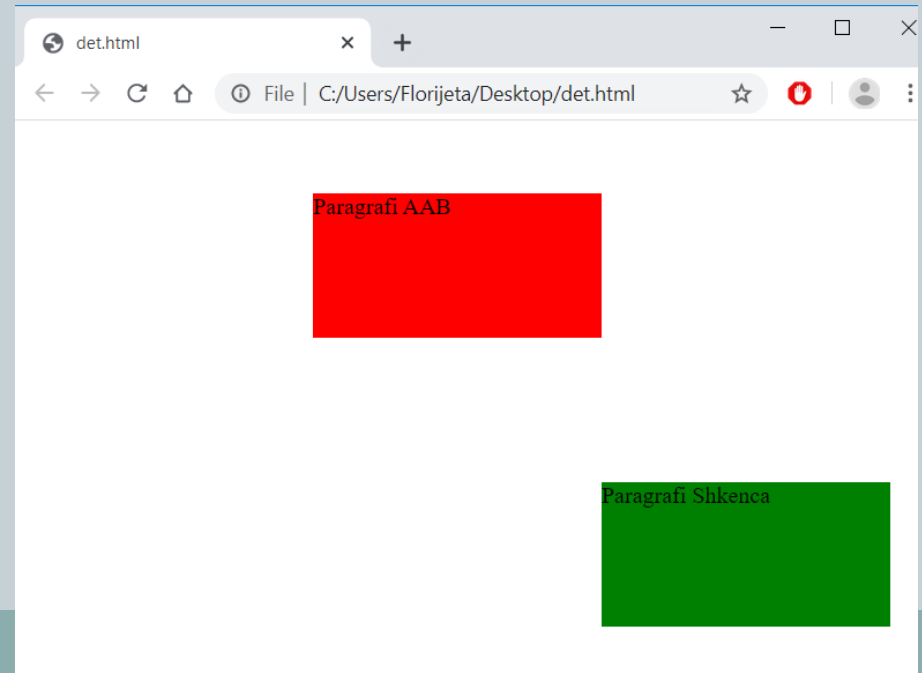 det.html
File | C:/Users/Florijeta/Desktop/det.html
Paragrafi AAB
Paragrafi Shkenca